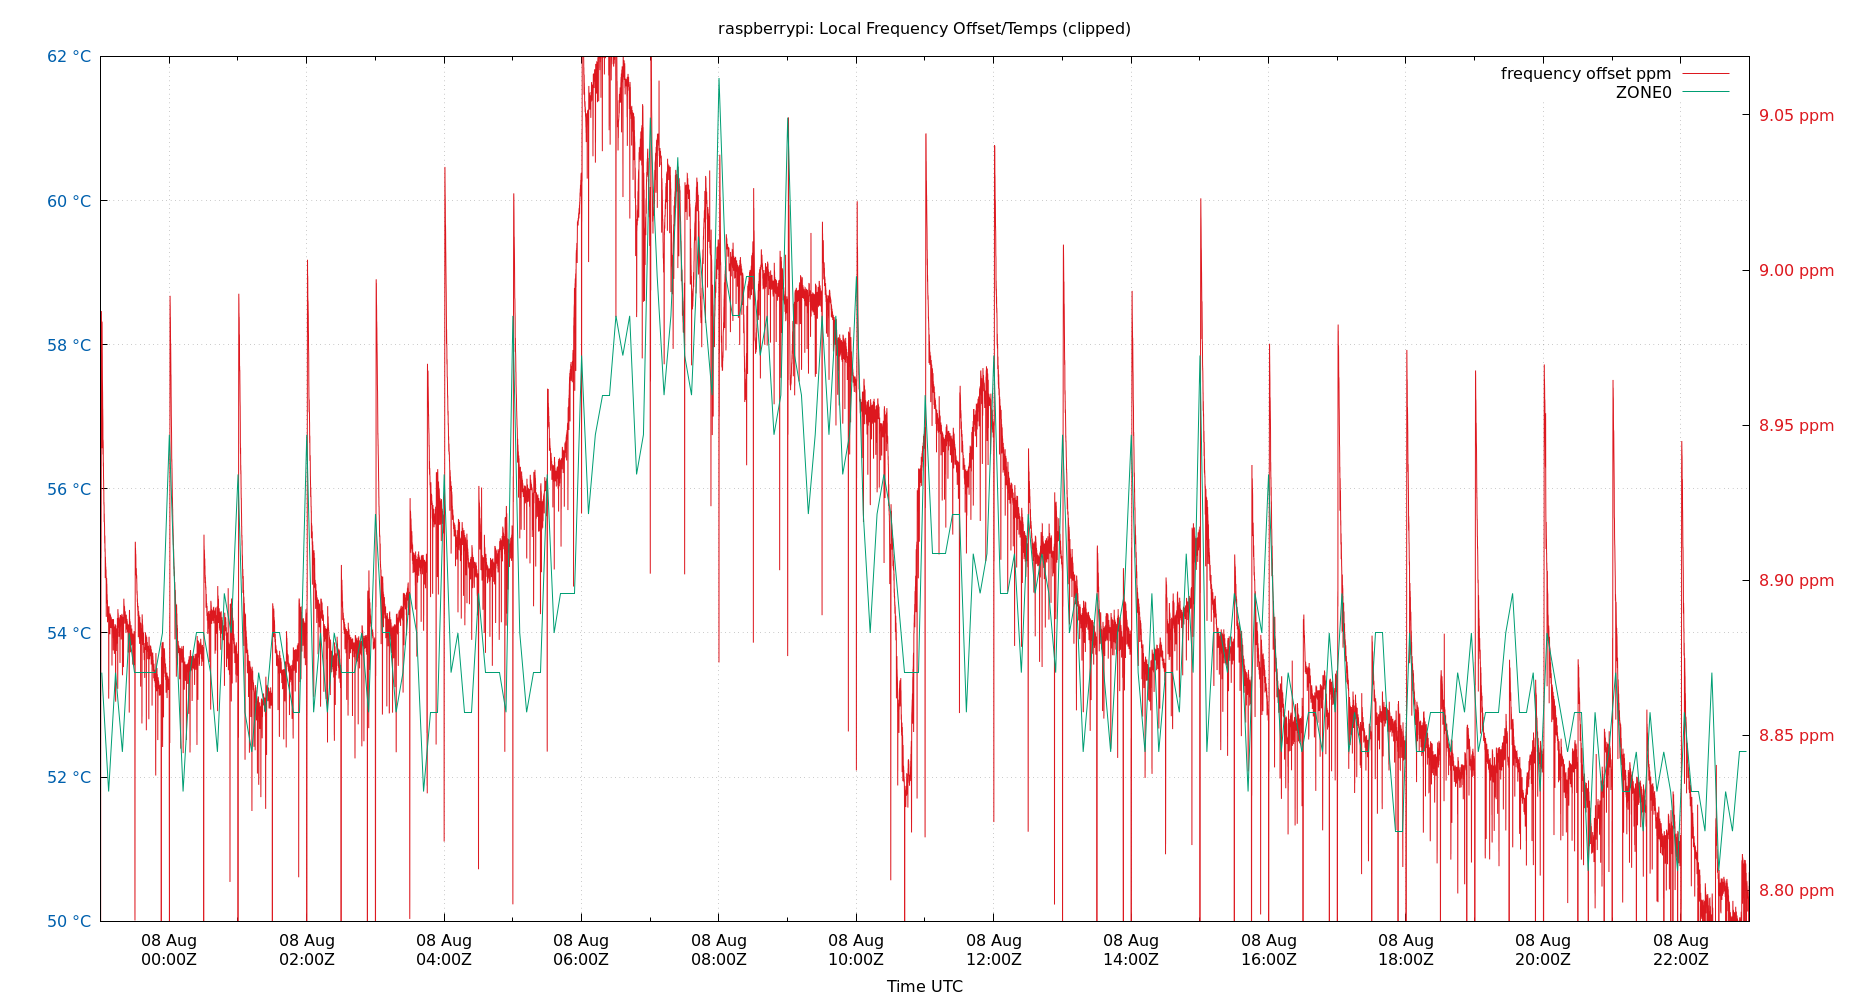 raspberrypi: Local Frequency Offset/Temps (clipped)
62 °C
60 °C
58 °C
56 °C
54 °C
52 °C
50 °C
frequency offset ppm
ZONE0
9.05 ppm
9.00 ppm
8.95 ppm
8.90 ppm
8.85 ppm
8.80 ppm
08 Aug 08 Aug 08 Aug 08 Aug 08 Aug 08 Aug 08 Aug 08 Aug 08 Aug 08 Aug 08 Aug 08 Aug
00:00Z 02:00Z 04:00Z 06:00Z 08:00Z 10:00Z 12:00Z 14:00Z 16:00Z 18:00Z 20:00Z 22:00Z
Time UTC